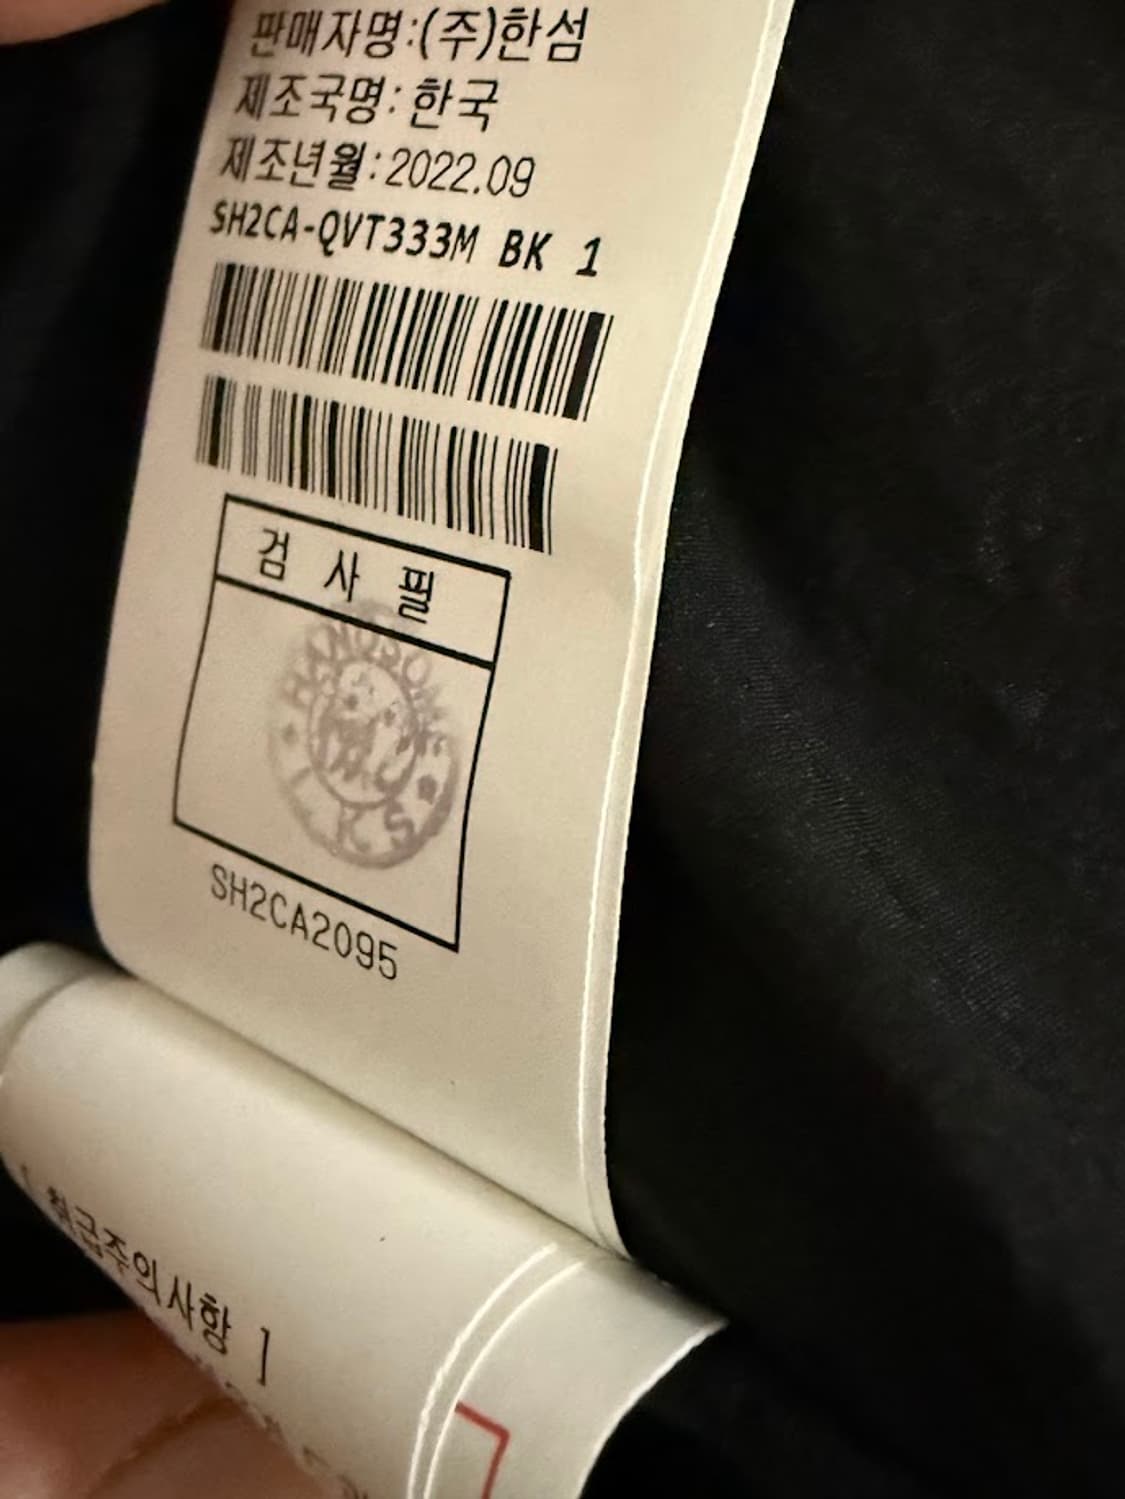 판매자명:(주)한섬
제조국명: 한국
제조년월:2022.09
SH2CA-QVT333M BK 1
검 사 필
HANDSOME
SH2CA2095
[ 취급주의사항 ]